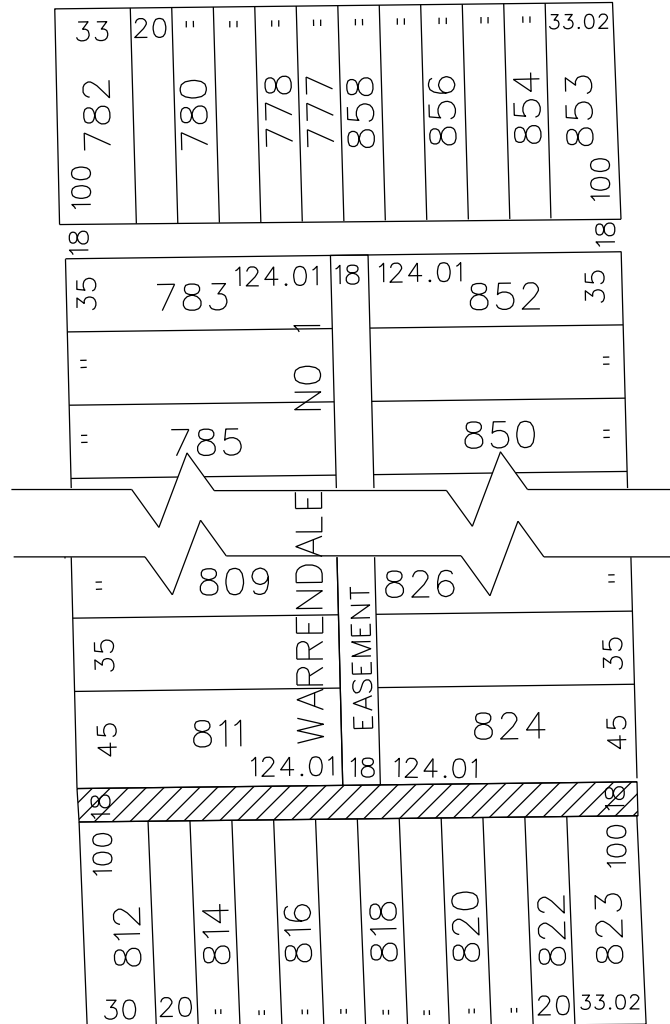 33 20 " " " " " " " " 33.02
782 780 778 777 858 856 854 853
100 100
18 18
35 783 124.01 18 124.01 852 35
" "
" 785 850 "
WARRENDALE NO 1
" 809 826 "
EASEMENT
35 35
45 811 824 45
124.01 18 124.01
18 18
100 100
812 814 816 818 820 822 823
30 20 " " " " " " " " 20 33.02